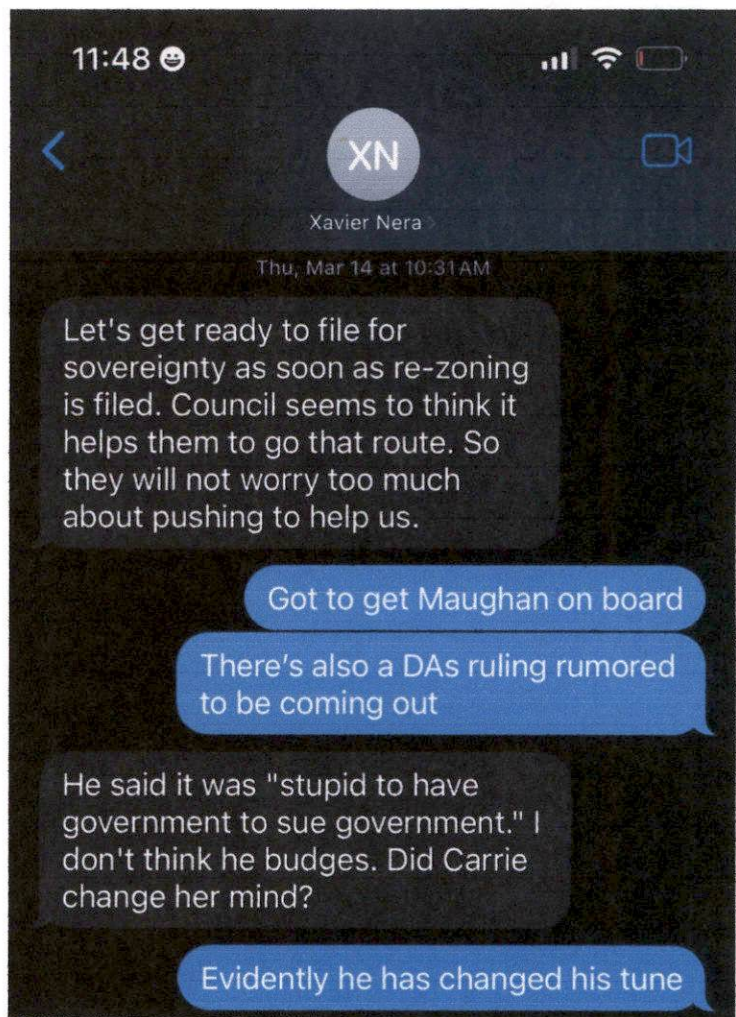 11:48
XN
Xavier Nera
Thu, Mar 14 at 10:31 AM
Let's get ready to file for
sovereignty as soon as re-zoning
is filed. Council seems to think it
helps them to go that route. So
they will not worry too much
about pushing to help us.
Got to get Maughan on board
There's also a DAs ruling rumored
to be coming out
He said it was "stupid to have
government to sue government." I
don't think he budges. Did Carrie
change her mind?
Evidently he has changed his tune